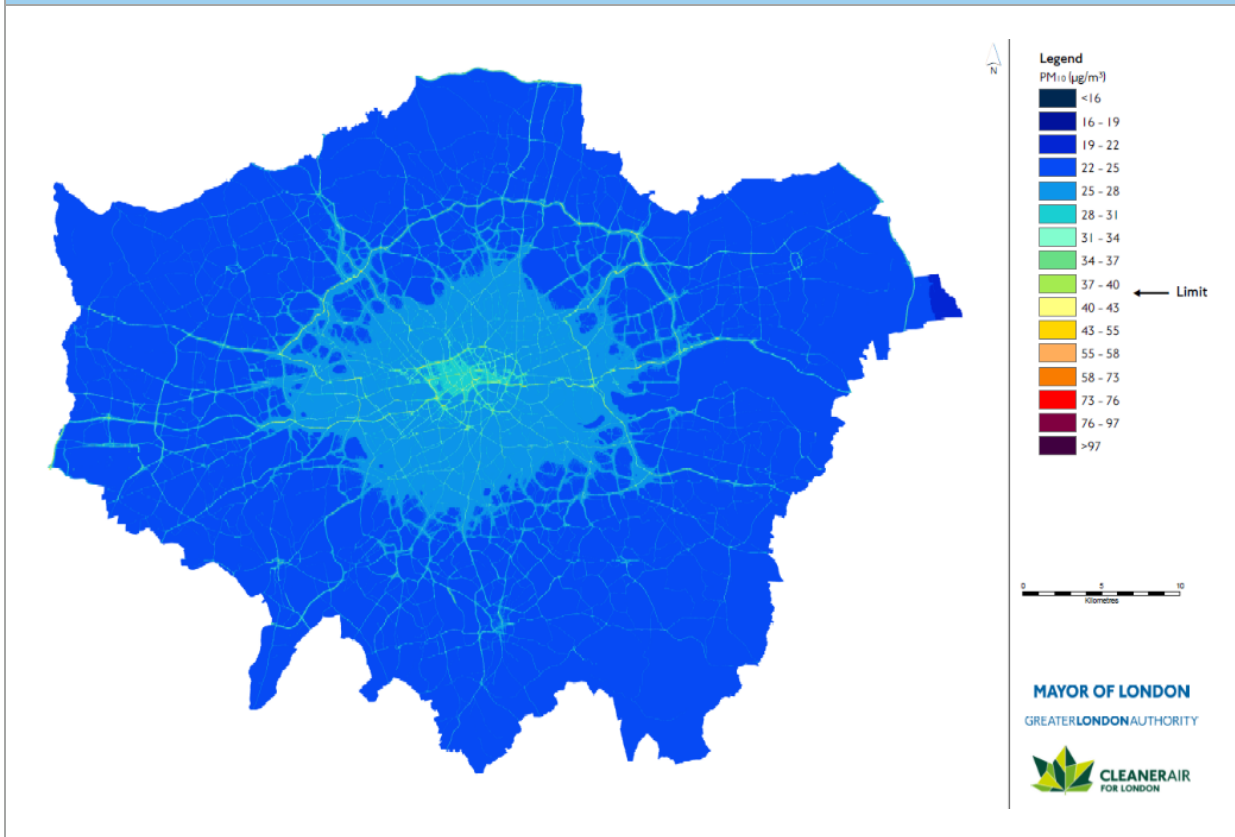 N
Legend
PM10 (µg/m³)
<16
16 - 19
19 - 22
22 - 25
25 - 28
28 - 31
31 - 34
34 - 37
37 - 40
Limit
40 - 43
43 - 55
55 - 58
58 - 73
73 - 76
76 - 97
>97
0 5 10
Kilometres
MAYOR OF LONDON
GREATERLONDONAUTHORITY
CLEANERAIR
FOR LONDON